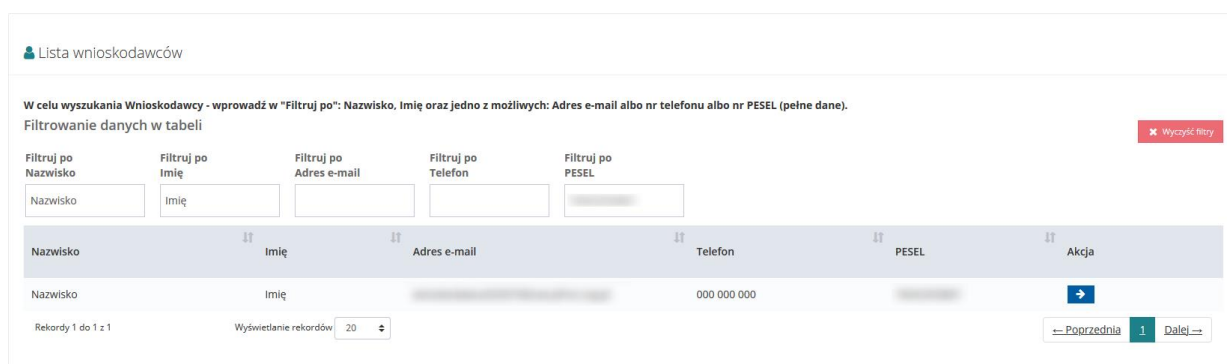 Lista wnioskodawców
W celu wyszukania Wnioskodawcy - wprowadź w "Filtruj po": Nazwisko, Imię oraz jedno z możliwych: Adres e-mail albo nr telefonu albo nr PESEL (pełne dane).
Filtrowanie danych w tabeli
✖ Wyczyść filtry
Filtruj po Nazwisko
Filtruj po Imię
Filtruj po Adres e-mail
Filtruj po Telefon
Filtruj po PESEL
Nazwisko Imię
Nazwisko Imię Adres e-mail Telefon PESEL Akcja
Nazwisko Imię 000 000 000
Rekordy 1 do 1 z 1 Wyświetlanie rekordów 20 ← Poprzednia 1 Dalej →